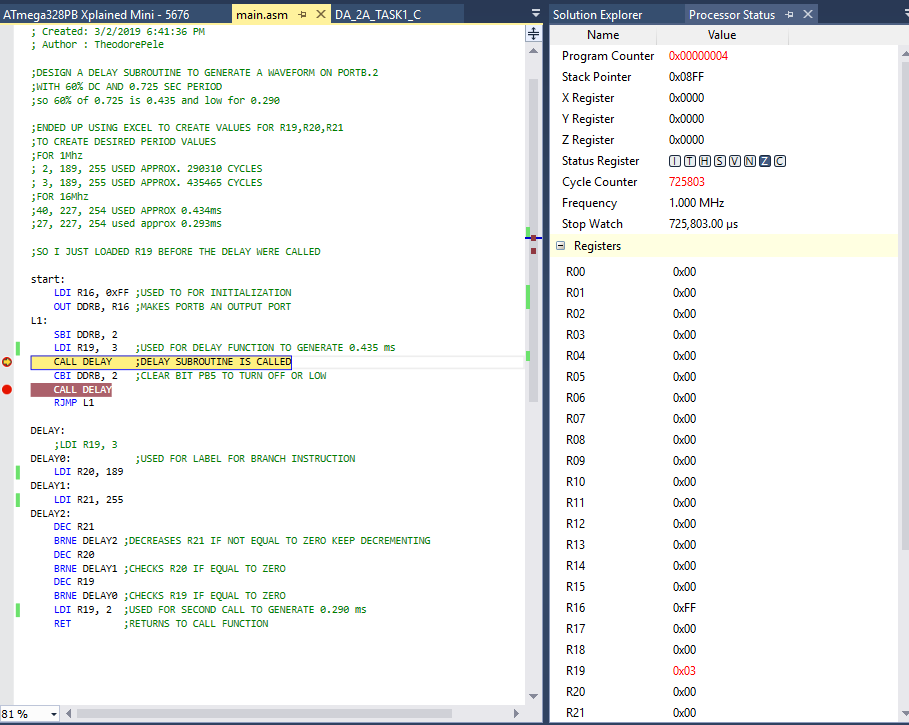 ATmega328PB Xplained Mini - 5676
main.asm
DA_2A_TASK1_C
; Created: 3/2/2019 6:41:36 PM
; Author : TheodorePele
;DESIGN A DELAY SUBROUTINE TO GENERATE A WAVEFORM ON PORTB.2
;WITH 60% DC AND 0.725 SEC PERIOD
;so 60% of 0.725 is 0.435 and low for 0.290
;ENDED UP USING EXCEL TO CREATE VALUES FOR R19,R20,R21
;TO CREATE DESIRED PERIOD VALUES
;FOR 1Mhz
; 2, 189, 255 USED APPROX. 290310 CYCLES
; 3, 189, 255 USED APPROX. 435465 CYCLES
;FOR 16Mhz
;40, 227, 254 USED APPROX 0.434ms
;27, 227, 254 used approx 0.293ms
;SO I JUST LOADED R19 BEFORE THE DELAY WERE CALLED
start:
LDI R16, 0xFF ;USED TO FOR INITIALIZATION
OUT DDRB, R16 ;MAKES PORTB AN OUTPUT PORT
L1:
SBI DDRB, 2
LDI R19, 3 ;USED FOR DELAY FUNCTION TO GENERATE 0.435 ms
CALL DELAY ;DELAY SUBROUTINE IS CALLED
CBI DDRB, 2 ;CLEAR BIT PB5 TO TURN OFF OR LOW
CALL DELAY
RJMP L1
DELAY:
;LDI R19, 3
DELAY0: ;USED FOR LABEL FOR BRANCH INSTRUCTION
LDI R20, 189
DELAY1:
LDI R21, 255
DELAY2:
DEC R21
BRNE DELAY2 ;DECREASES R21 IF NOT EQUAL TO ZERO KEEP DECREMENTING
DEC R20
BRNE DELAY1 ;CHECKS R20 IF EQUAL TO ZERO
DEC R19
BRNE DELAY0 ;CHECKS R19 IF EQUAL TO ZERO
LDI R19, 2 ;USED FOR SECOND CALL TO GENERATE 0.290 ms
RET ;RETURNS TO CALL FUNCTION
81 %
Solution Explorer
Processor Status
Name Value
Program Counter 0x00000004
Stack Pointer 0x08FF
X Register 0x0000
Y Register 0x0000
Z Register 0x0000
Status Register I T H S V N Z C
Cycle Counter 725803
Frequency 1.000 MHz
Stop Watch 725,803.00 µs
Registers
R00 0x00
R01 0x00
R02 0x00
R03 0x00
R04 0x00
R05 0x00
R06 0x00
R07 0x00
R08 0x00
R09 0x00
R10 0x00
R11 0x00
R12 0x00
R13 0x00
R14 0x00
R15 0x00
R16 0xFF
R17 0x00
R18 0x00
R19 0x03
R20 0x00
R21 0x00